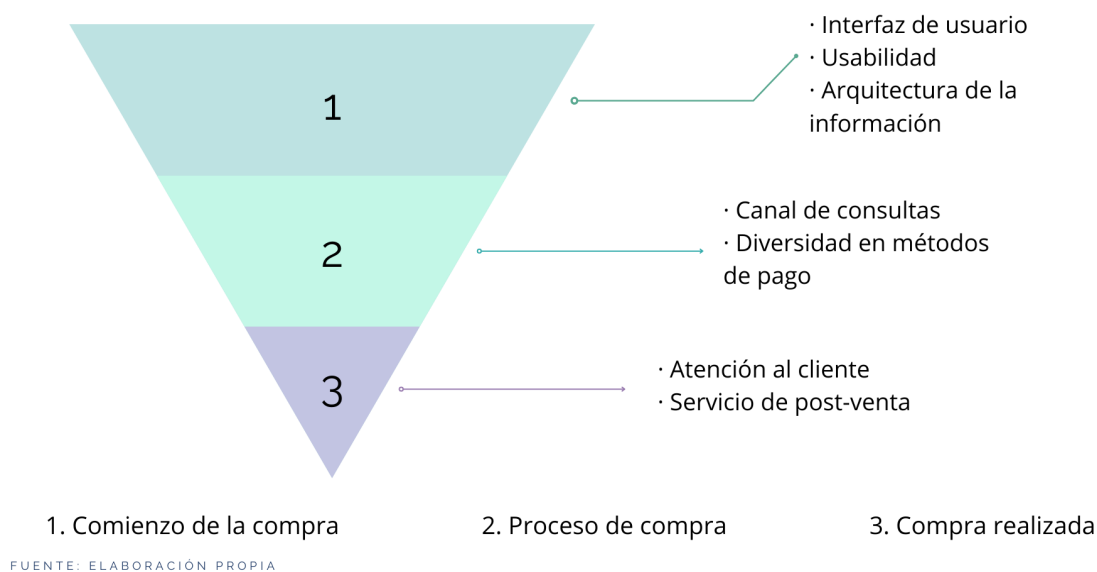 1
· Interfaz de usuario
· Usabilidad
· Arquitectura de la
información
2
· Canal de consultas
· Diversidad en métodos
de pago
3
· Atención al cliente
· Servicio de post-venta
1. Comienzo de la compra
2. Proceso de compra
3. Compra realizada
FUENTE: ELABORACIÓN PROPIA